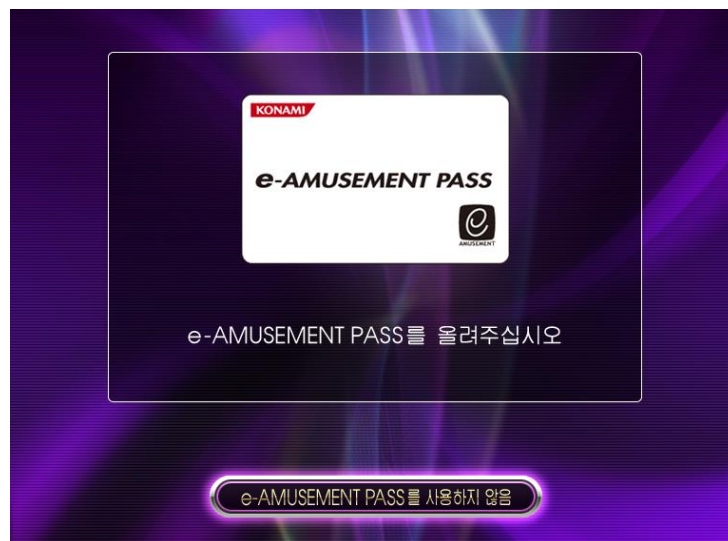 KONAMI
e-AMUSEMENT PASS
e
AMUSEMENT
e-AMUSEMENT PASS를 올려주십시오
e-AMUSEMENT PASS를 사용하지 않음